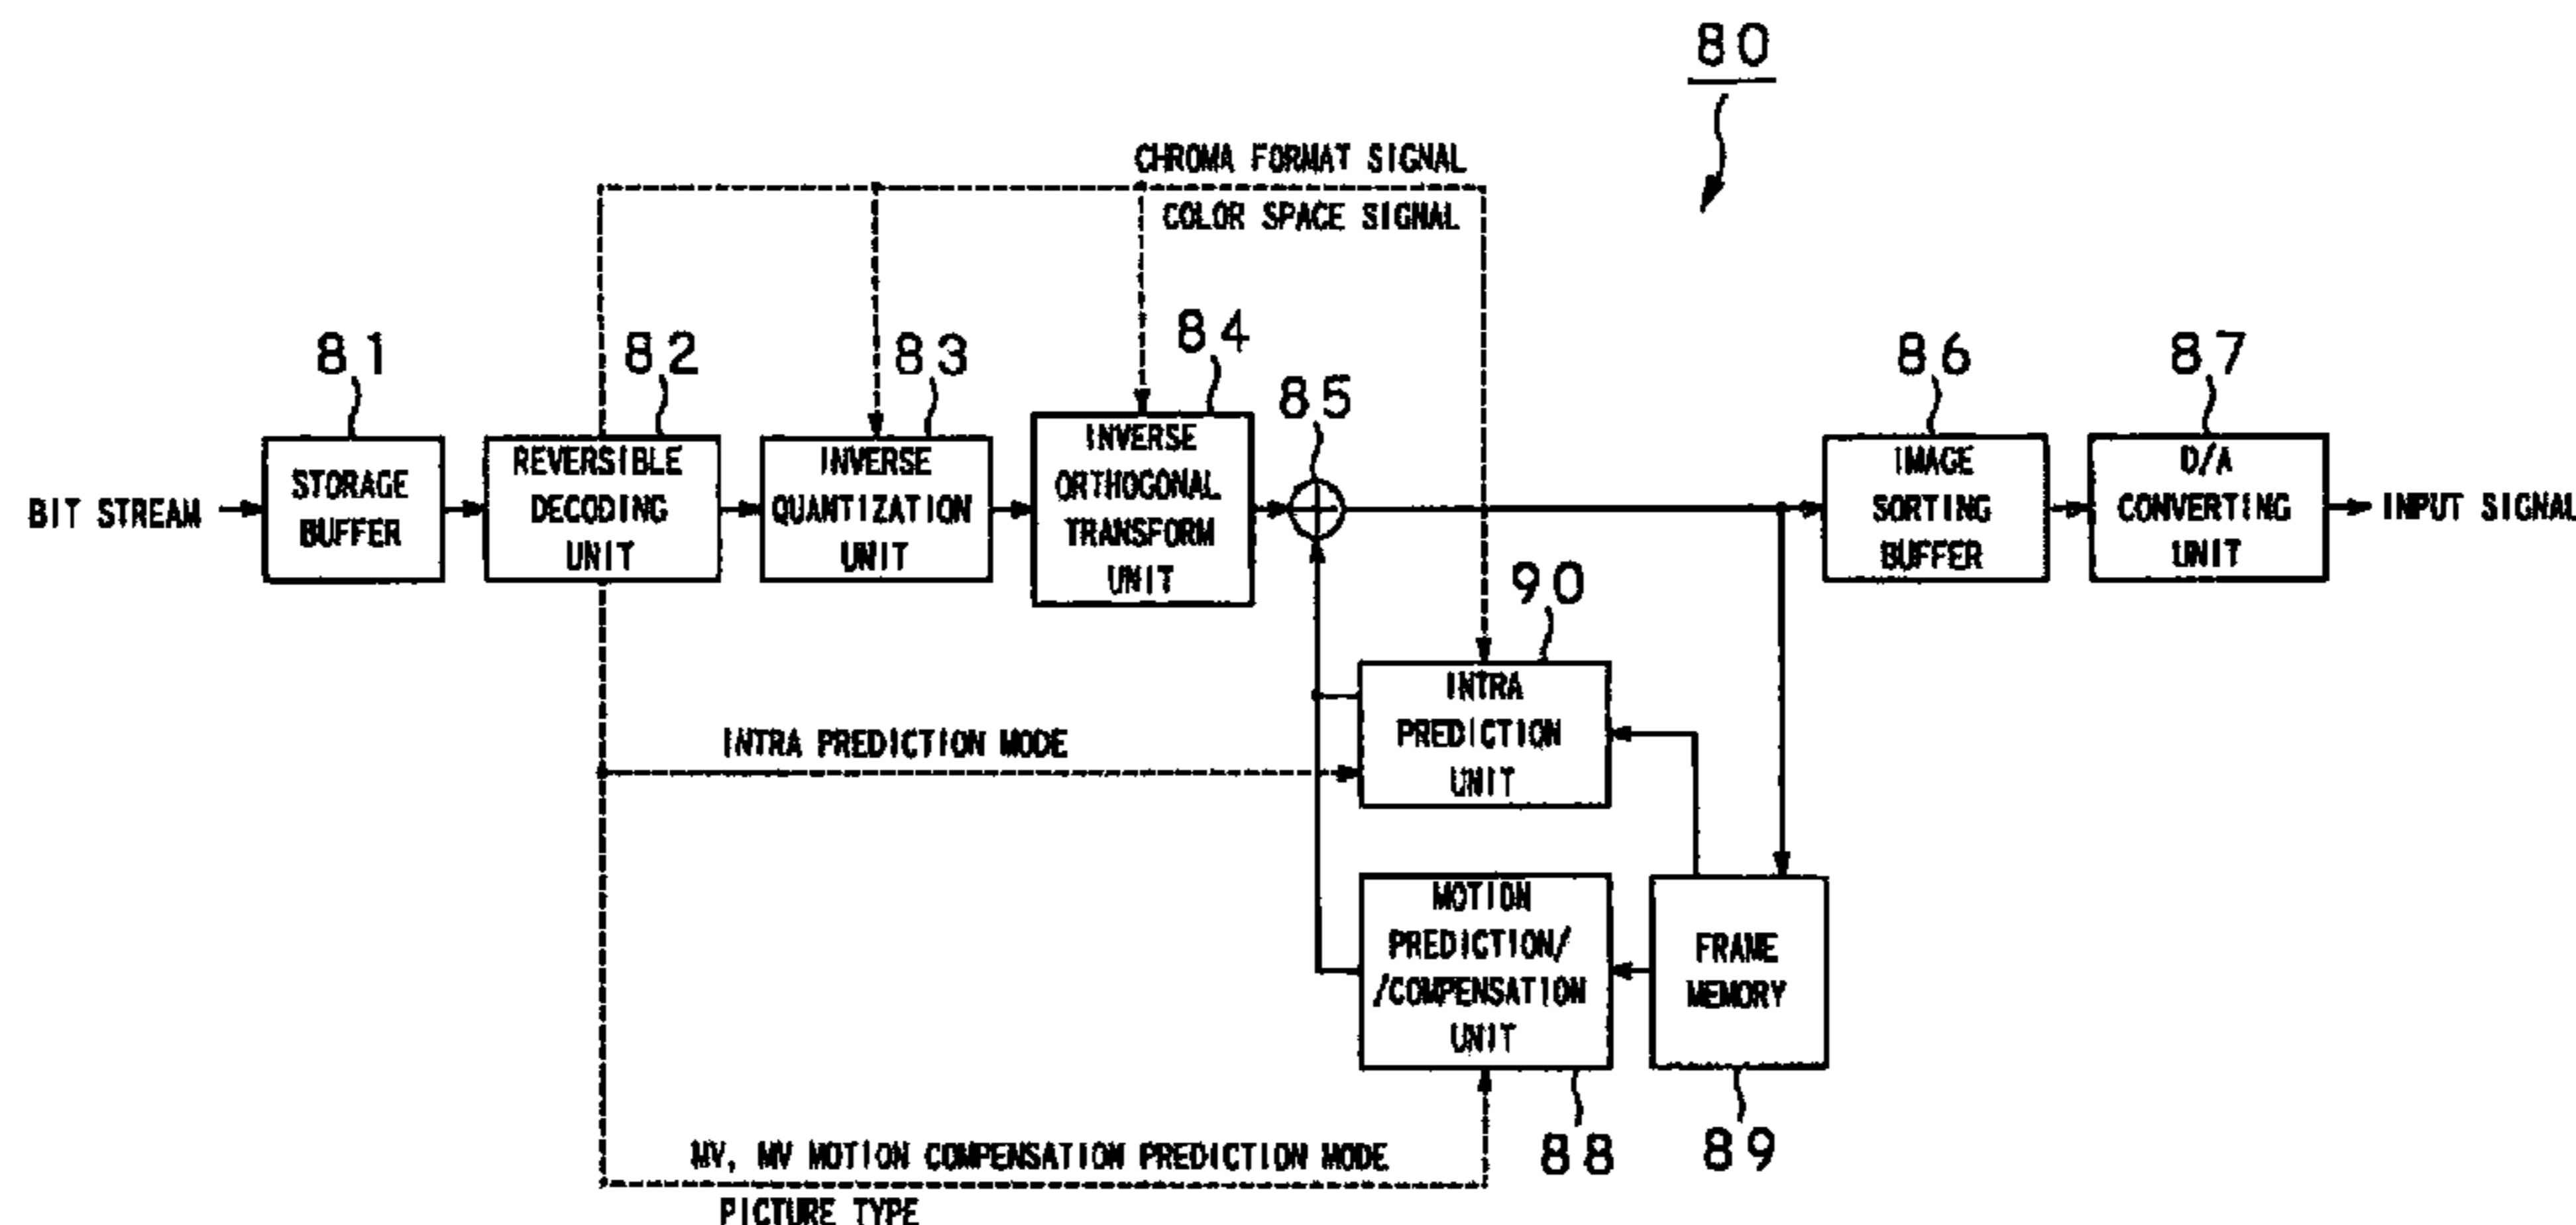 80
CHROMA FORMAT SIGNAL
COLOR SPACE SIGNAL
81
82
83
84
85
86
87
BIT STREAM
STORAGE
BUFFER
REVERSIBLE
DECODING
UNIT
INVERSE
QUANTIZATION
UNIT
INVERSE
ORTHOGONAL
TRANSFORM
UNIT
IMAGE
SORTING
BUFFER
D/A
CONVERTING
UNIT
INPUT SIGNAL
90
INTRA
PREDICTION
UNIT
INTRA PREDICTION MODE
MOTION
PREDICTION/
/COMPENSATION
UNIT
FRAME
MEMORY
88
89
MV, MV MOTION COMPENSATION PREDICTION MODE
PICTURE TYPE